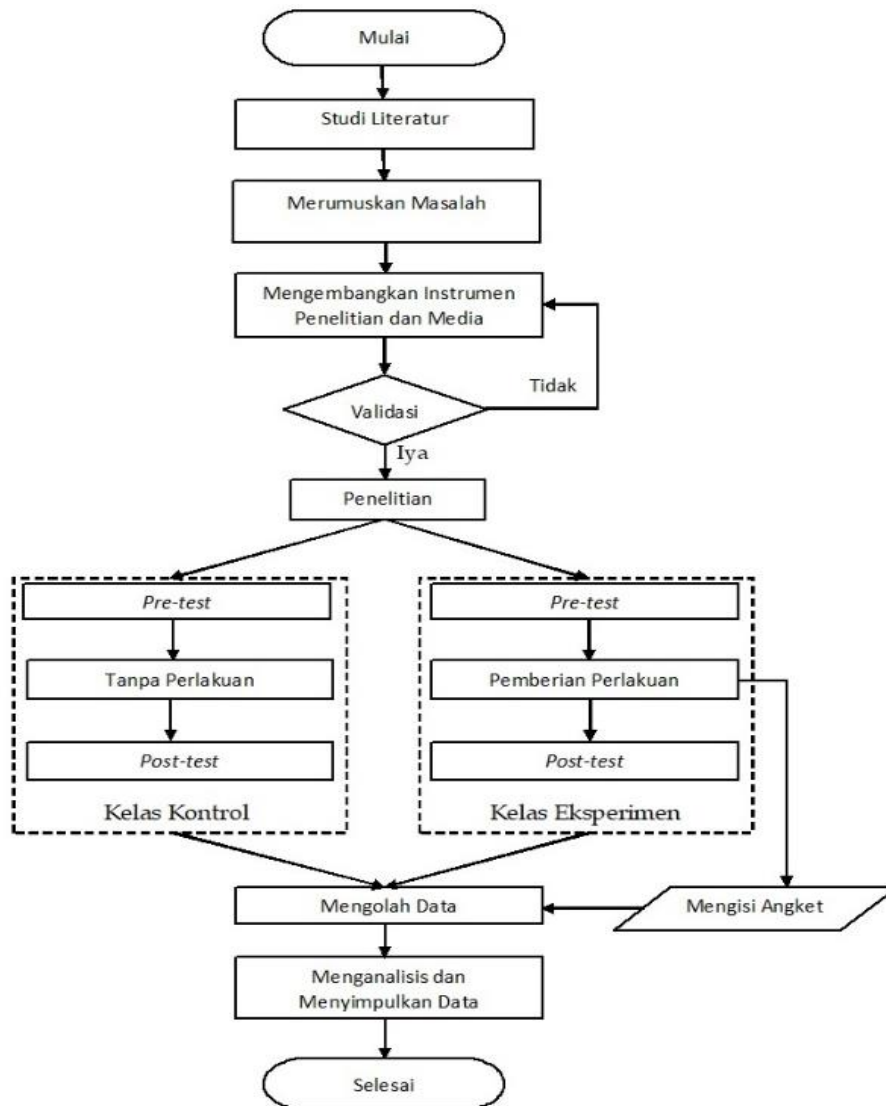 Mulai
Studi Literatur
Merumuskan Masalah
Mengembangkan Instrumen
Penelitian dan Media
Tidak
Validasi
Iya
Penelitian
Pre-test
Tanpa Perlakuan
Post-test
Kelas Kontrol
Pre-test
Pemberian Perlakuan
Post-test
Kelas Eksperimen
Mengolah Data
Mengisi Angket
Menganalisis dan
Menyimpulkan Data
Selesai